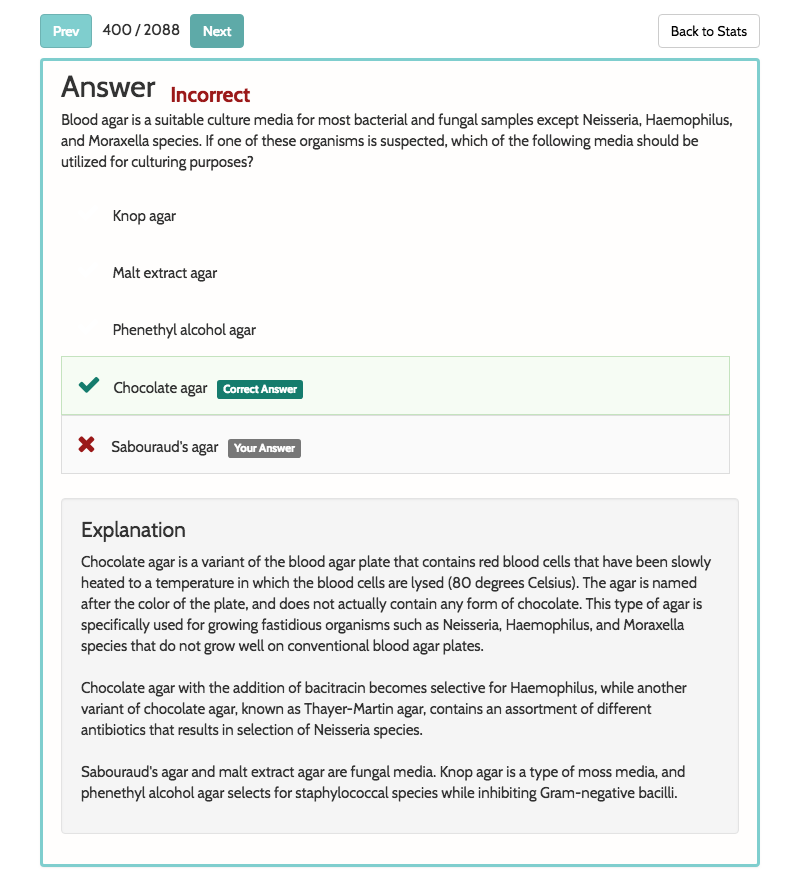 Prev 400 / 2088 Next Back to Stats
Answer Incorrect
Blood agar is a suitable culture media for most bacterial and fungal samples except Neisseria, Haemophilus,
and Moraxella species. If one of these organisms is suspected, which of the following media should be
utilized for culturing purposes?
Knop agar
Malt extract agar
Phenethyl alcohol agar
Chocolate agar Correct Answer
Sabouraud's agar Your Answer
Explanation
Chocolate agar is a variant of the blood agar plate that contains red blood cells that have been slowly
heated to a temperature in which the blood cells are lysed (80 degrees Celsius). The agar is named
after the color of the plate, and does not actually contain any form of chocolate. This type of agar is
specifically used for growing fastidious organisms such as Neisseria, Haemophilus, and Moraxella
species that do not grow well on conventional blood agar plates.
Chocolate agar with the addition of bacitracin becomes selective for Haemophilus, while another
variant of chocolate agar, known as Thayer-Martin agar, contains an assortment of different
antibiotics that results in selection of Neisseria species.
Sabouraud's agar and malt extract agar are fungal media. Knop agar is a type of moss media, and
phenethyl alcohol agar selects for staphylococcal species while inhibiting Gram-negative bacilli.